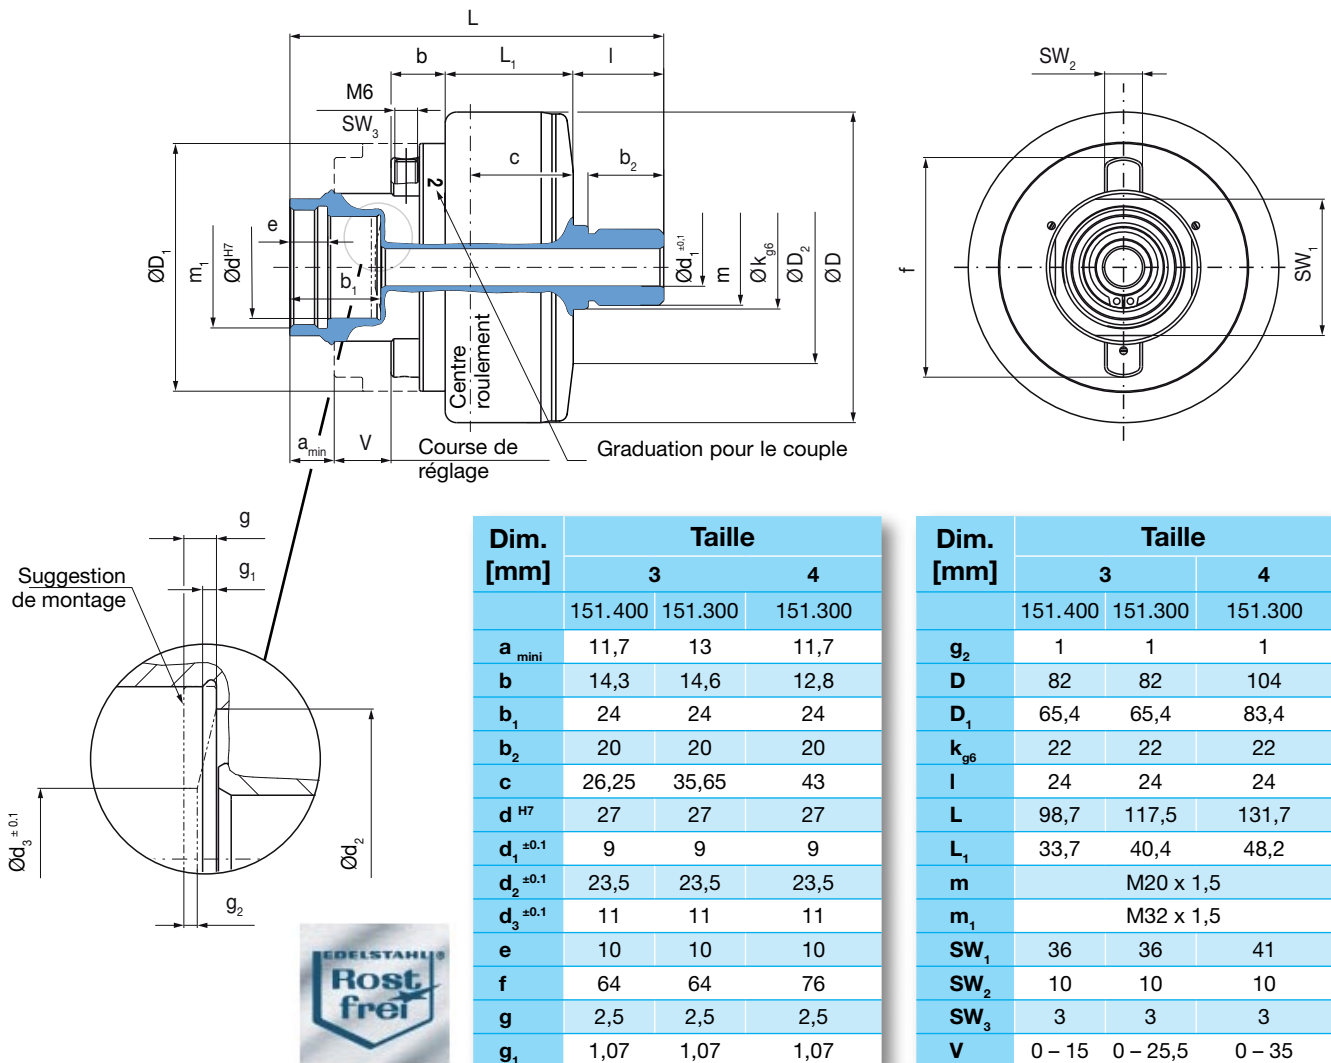 L
b L₁ l
M6
SW₃
c b₂
2
e
ØD₁
m₁
Ød H7
b₁
Ød₁ ±0,1
m
Øk g6
ØD₂
ØD
Centre
roulement
a min V
Course de
réglage
Graduation pour le couple
SW₂
f
SW₁
g
g₁
Suggestion
de montage
Ød₃ ± 0.1
Ød₂
g₂
EDELSTAHL®
Rost
frei
Dim. [mm] Taille
3 4
151.400 151.300 151.300
a mini 11,7 13 11,7
b 14,3 14,6 12,8
b₁ 24 24 24
b₂ 20 20 20
c 26,25 35,65 43
d H7 27 27 27
d₁ ±0.1 9 9 9
d₂ ±0.1 23,5 23,5 23,5
d₃ ±0.1 11 11 11
e 10 10 10
f 64 64 76
g 2,5 2,5 2,5
g₁ 1,07 1,07 1,07
Dim. [mm] Taille
3 4
151.400 151.300 151.300
g₂ 1 1 1
D 82 82 104
D₁ 65,4 65,4 83,4
k g6 22 22 22
l 24 24 24
L 98,7 117,5 131,7
L₁ 33,7 40,4 48,2
m M20 x 1,5
m₁ M32 x 1,5
SW₁ 36 36 41
SW₂ 10 10 10
SW₃ 3 3 3
V 0 – 15 0 – 25,5 0 – 35